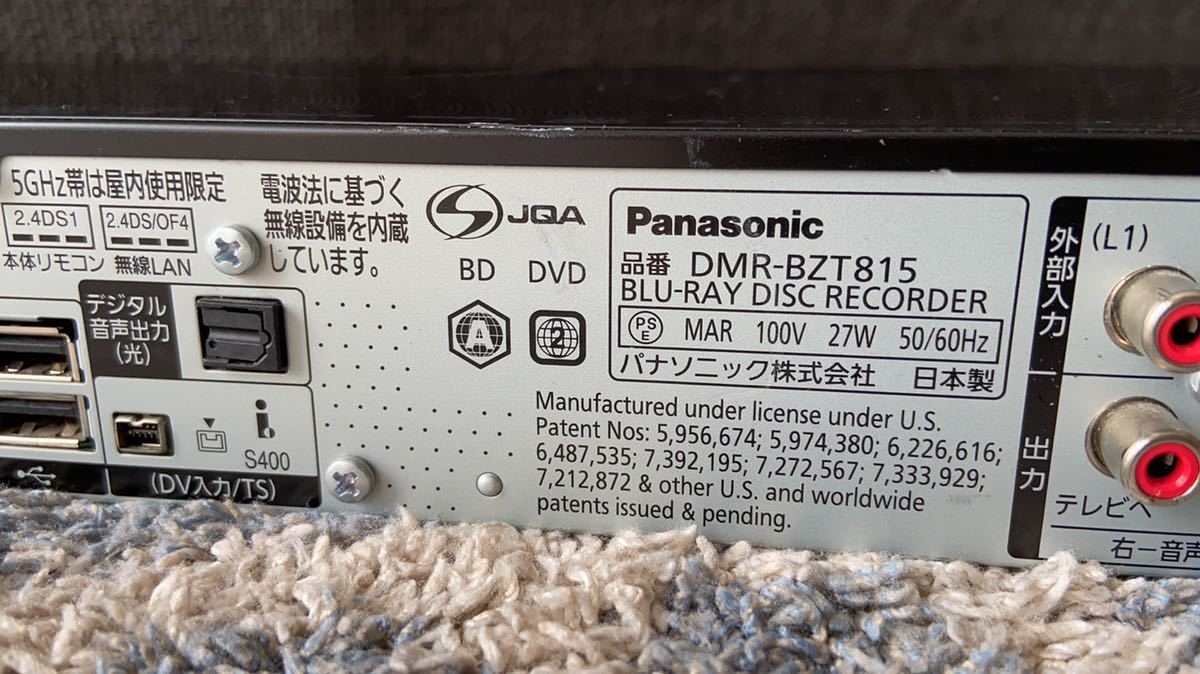 5GHz帯は屋内使用限定
2.4DS1
2.4DS/OF4
本体リモコン
無線LAN
電波法に基づく
無線設備を内蔵
しています。
JQA
BD DVD
A
2
デジタル
音声出力
(光)
i.
S400
(DV入力/TS)
Panasonic
品番 DMR-BZT815
BLU-RAY DISC RECORDER
PSE MAR 100V 27W 50/60Hz
パナソニック株式会社 日本製
Manufactured under license under U.S.
Patent Nos: 5,956,674; 5,974,380; 6,226,616;
6,487,535; 7,392,195; 7,272,567; 7,333,929;
7,212,872 & other U.S. and worldwide
patents issued & pending.
外部入力
(L1)
出力
テレビへ
右ー音声